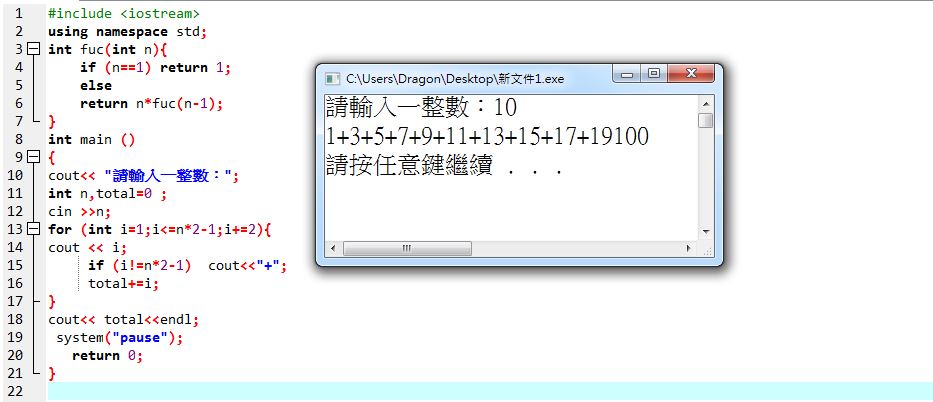 1 #include <iostream>
2 using namespace std;
3 int fuc(int n){
4 if (n==1) return 1;
5 else
6 return n*fuc(n-1);
7 }
8 int main ()
9 {
10 cout<< "請輸入一整數：";
11 int n,total=0 ;
12 cin >>n;
13 for (int i=1;i<=n*2-1;i+=2){
14 cout << i;
15 if (i!=n*2-1)  cout<<"+";
16 total+=i;
17 }
18 cout<< total<<endl;
19 system("pause");
20 return 0;
21 }
22
C:\Users\Dragon\Desktop\新文件1.exe
請輸入一整數：10
1+3+5+7+9+11+13+15+17+19100
請按任意鍵繼續 . . .